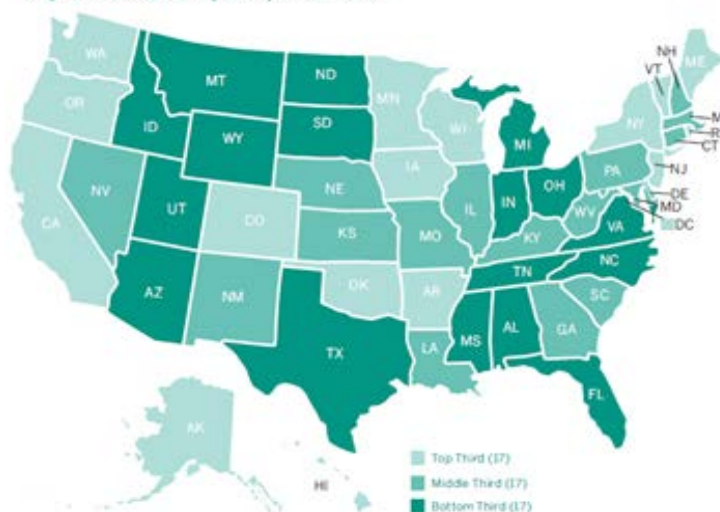 WA
MT
ND
MN
VT
NH
ME
OR
ID
WY
SD
WI
MI
NY
CT
NJ
DE
MD
DC
NV
UT
CO
NE
IA
IL
IN
OH
PA
WV
VA
CA
AZ
NM
KS
MO
KY
TN
NC
OK
AR
SC
TX
LA
MS
AL
GA
FL
AK
HI
Top Third (17)
Middle Third (17)
Bottom Third (17)